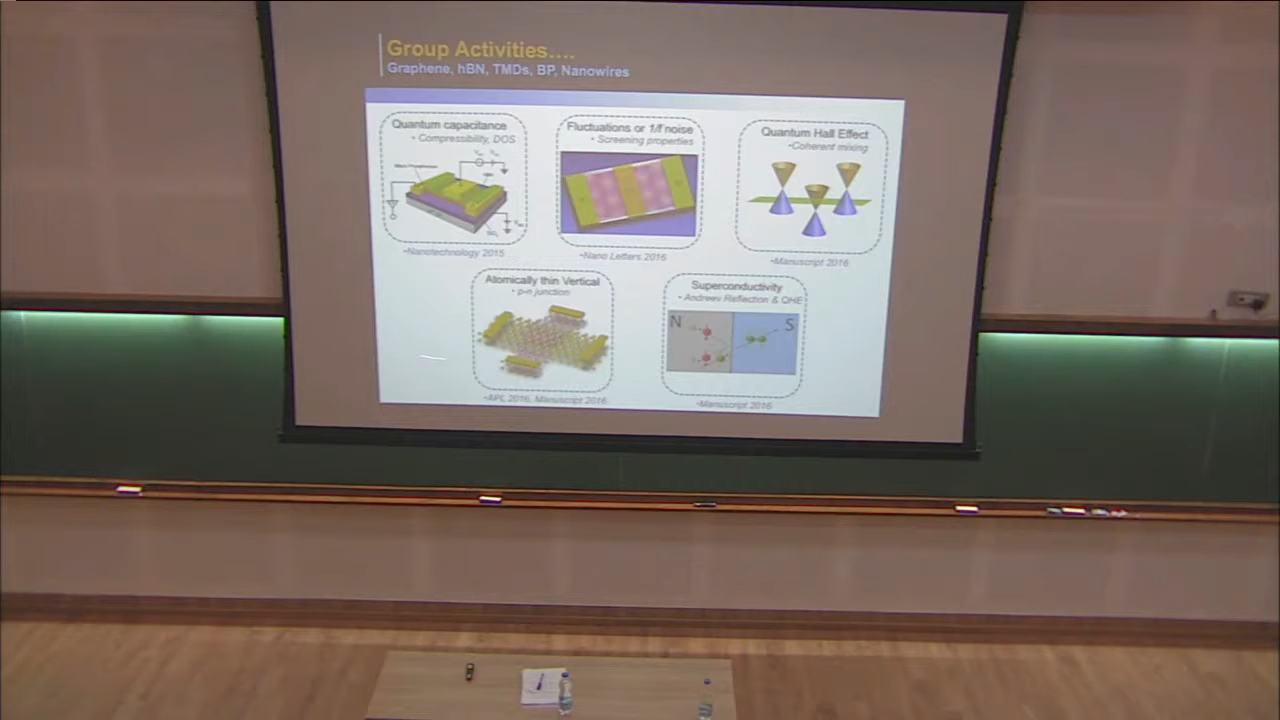 Group Activities....
Graphene, hBN, TMDs, BP, Nanowires
Quantum capacitance
• Compressibility, DOS
•Nanotechnology 2015
Fluctuations or 1/f noise
• Screening properties
•Nano Letters 2016
Quantum Hall Effect
•Coherent mixing
•Manuscript 2016
Atomically thin Vertical
• p-n junction
•APL 2016, Manuscript 2016
Superconductivity
• Andreev Reflection & QHE
N
S
•Manuscript 2016